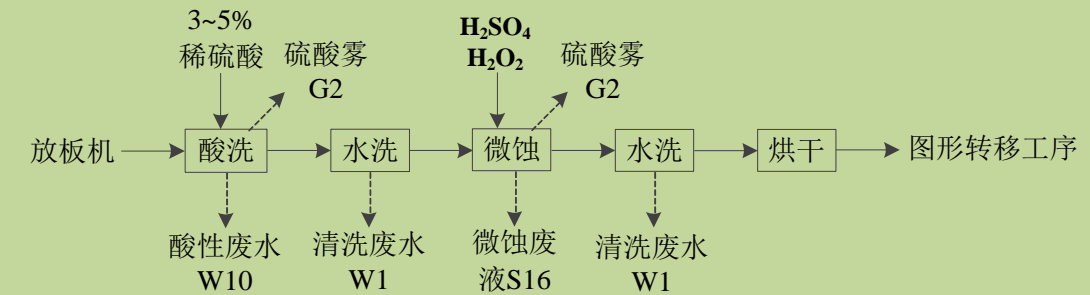 3~5%
稀硫酸
硫酸雾
G2
H₂SO₄
H₂O₂
硫酸雾
G2
放板机
酸洗
水洗
微蚀
水洗
烘干
图形转移工序
酸性废水
W10
清洗废水
W1
微蚀废
液S16
清洗废水
W1